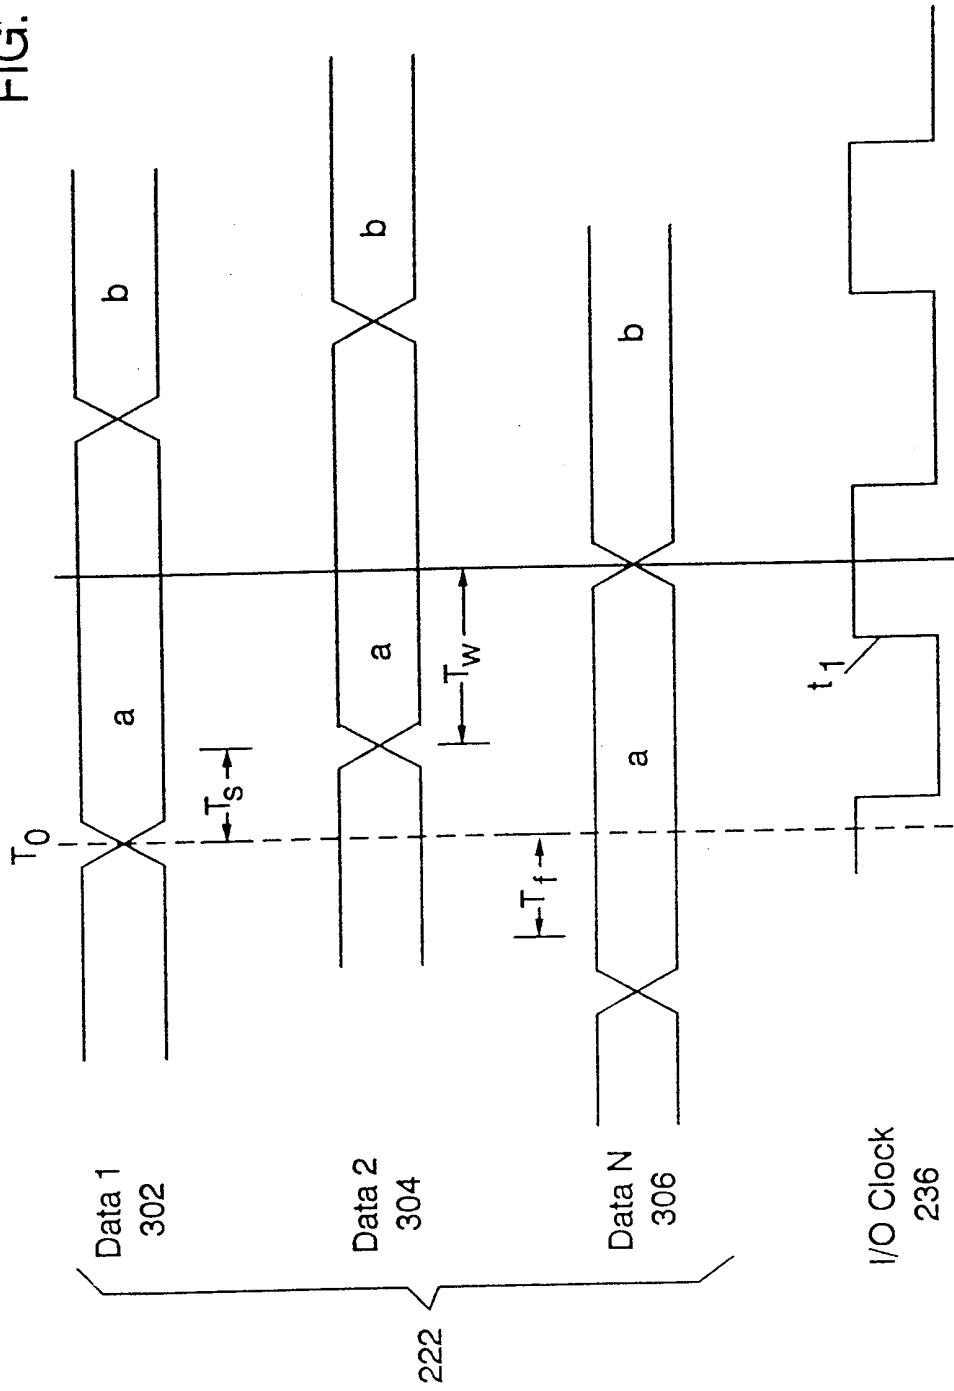 FIG.
T0
Data 1
302
a
b
Ts
Data 2
304
a
b
Tw
222
Tf
Data N
306
a
b
t1
I/O Clock
236